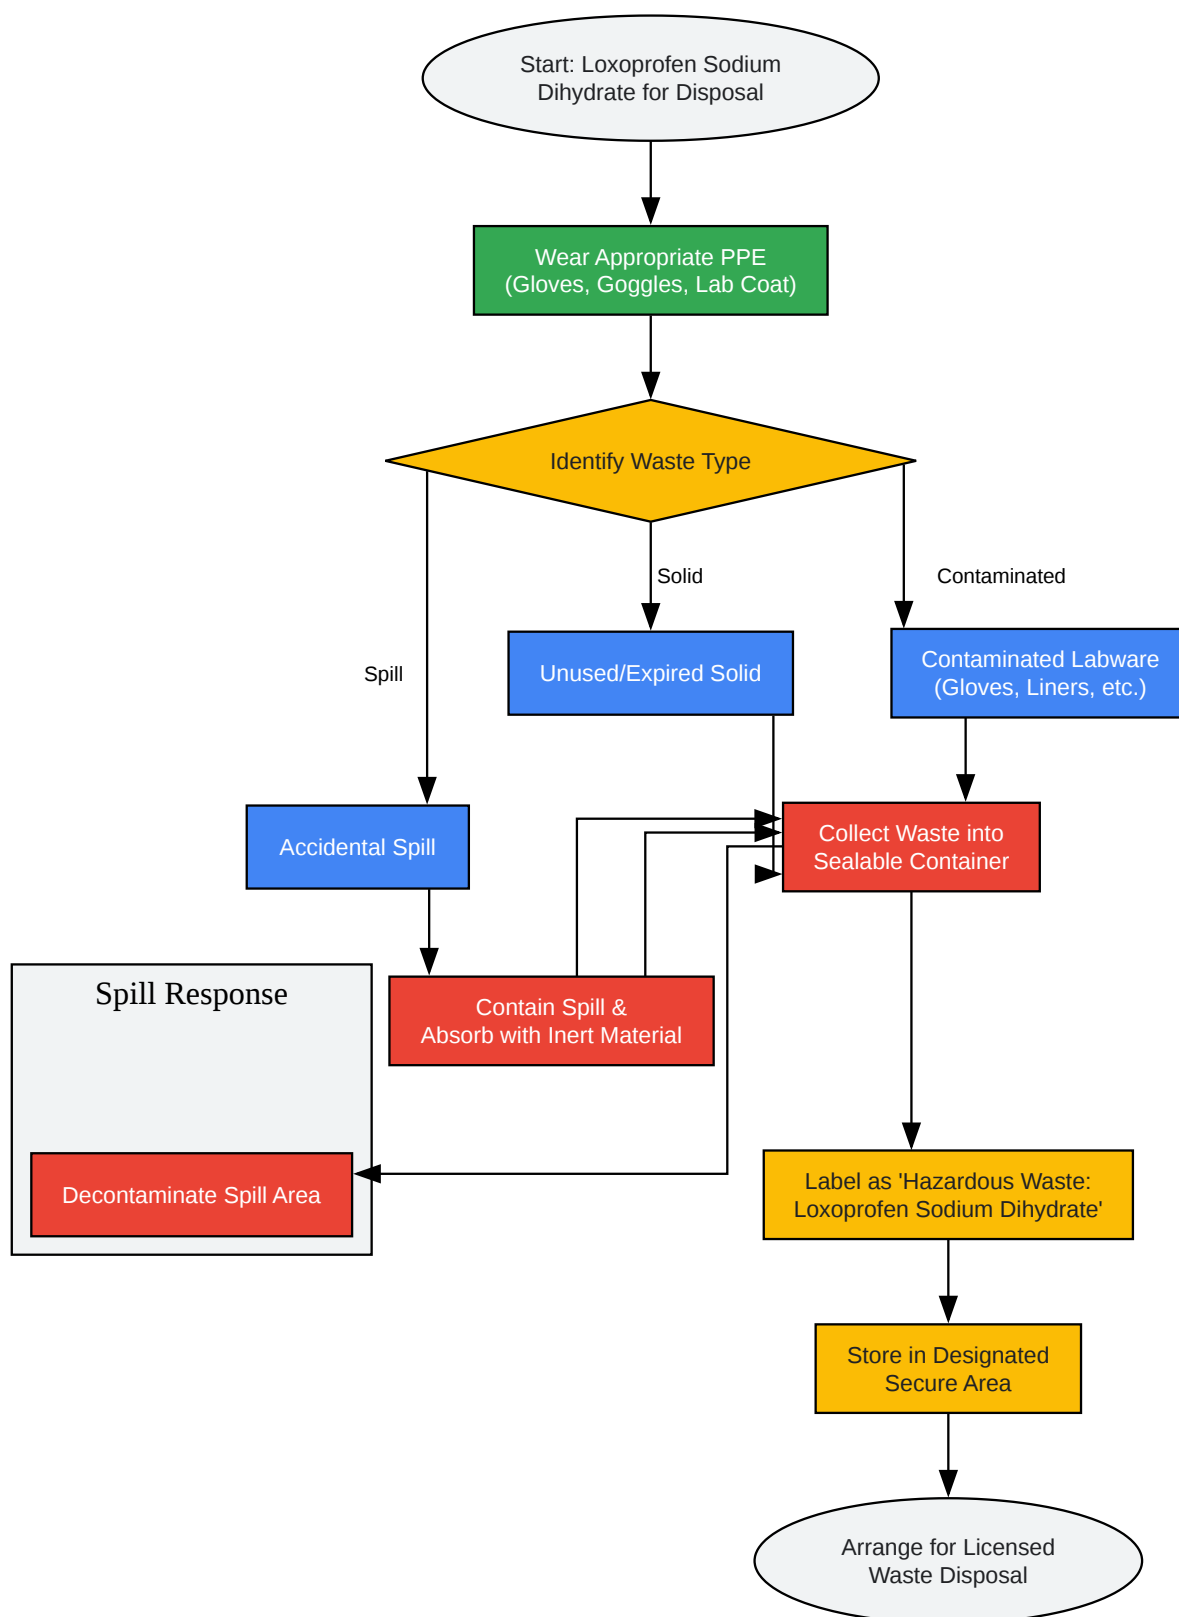 Start: Loxoprofen Sodium
Dihydrate for Disposal
Wear Appropriate PPE
(Gloves, Goggles, Lab Coat)
Identify Waste Type
Solid
Contaminated
Spill
Unused/Expired Solid
Contaminated Labware
(Gloves, Liners, etc.)
Accidental Spill
Collect Waste into
Sealable Container
Spill Response
Contain Spill &
Absorb with Inert Material
Decontaminate Spill Area
Label as 'Hazardous Waste:
Loxoprofen Sodium Dihydrate'
Store in Designated
Secure Area
Arrange for Licensed
Waste Disposal